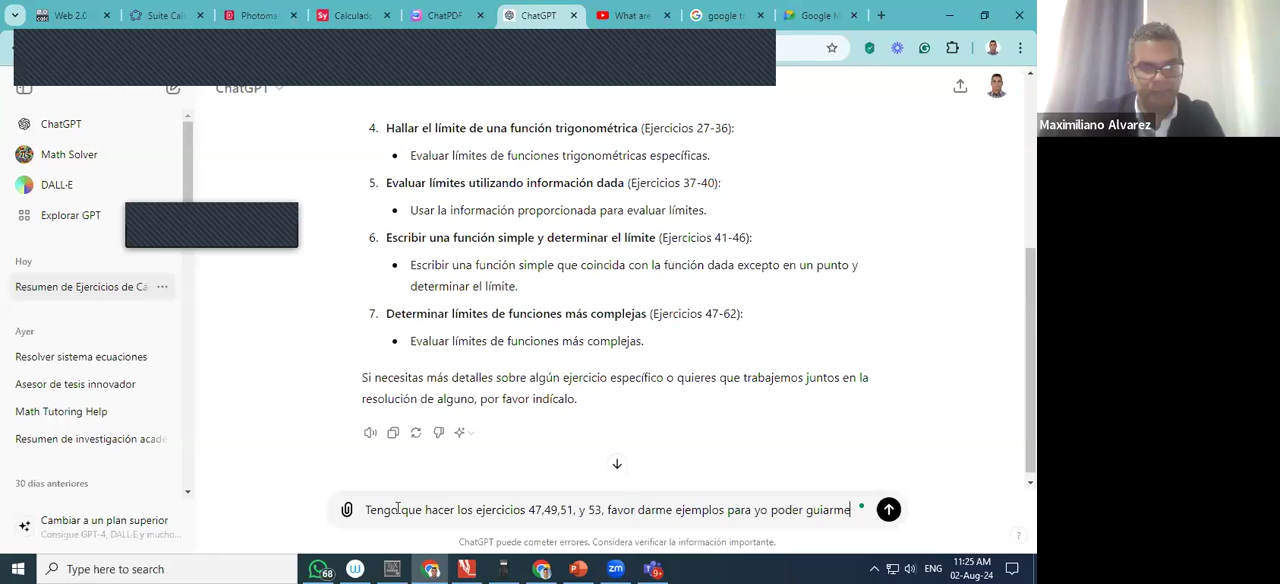 Web 2.0
Suite Cal
Photoma
Calculado
ChatPDF
ChatGPT
What are
google tr
Google M
ChatGPT
ChatGPT
Math Solver
DALL·E
Explorar GPT
Hoy
Resumen de Ejercicios de Cá
Ayer
Resolver sistema ecuaciones
Asesor de tesis innovador
Math Tutoring Help
Resumen de investigación acade
30 días anteriores
Cambiar a un plan superior
Consigue GPT-4, DALL·E y mucho...
4. Hallar el límite de una función trigonométrica (Ejercicios 27-36):
• Evaluar límites de funciones trigonométricas específicas.
5. Evaluar límites utilizando información dada (Ejercicios 37-40):
• Usar la información proporcionada para evaluar límites.
6. Escribir una función simple y determinar el límite (Ejercicios 41-46):
• Escribir una función simple que coincida con la función dada excepto en un punto y
determinar el límite.
7. Determinar límites de funciones más complejas (Ejercicios 47-62):
• Evaluar límites de funciones más complejas.
Si necesitas más detalles sobre algún ejercicio específico o quieres que trabajemos juntos en la
resolución de alguno, por favor indícalo.
Tengo que hacer los ejercicios 47,49,51, y 53, favor darme ejemplos para yo poder guiarme
ChatGPT puede cometer errores. Considera verificar la información importante.
?
Maximiliano Alvarez
Type here to search
68
zm
9+
ENG
11:25 AM
02-Aug-24